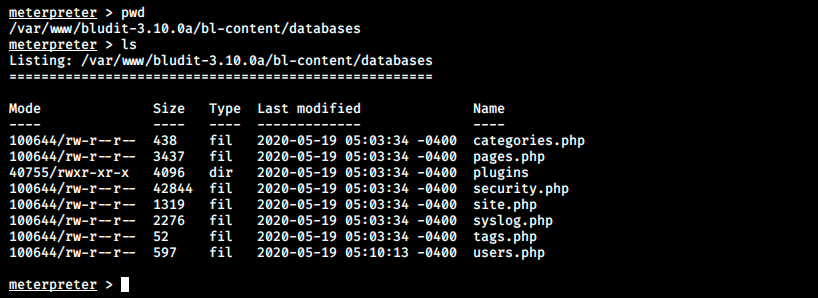 meterpreter > pwd
/var/www/bludit-3.10.0a/bl-content/databases
meterpreter > ls
Listing: /var/www/bludit-3.10.0a/bl-content/databases
=====================================================
Mode Size Type Last modified Name
---- ---- ---- ------------- ----
100644/rw-r--r-- 438 fil 2020-05-19 05:03:34 -0400 categories.php
100644/rw-r--r-- 3437 fil 2020-05-19 05:03:34 -0400 pages.php
40755/rwxr-xr-x 4096 dir 2020-05-19 05:03:34 -0400 plugins
100644/rw-r--r-- 42844 fil 2020-05-19 05:03:34 -0400 security.php
100644/rw-r--r-- 1319 fil 2020-05-19 05:03:34 -0400 site.php
100644/rw-r--r-- 2276 fil 2020-05-19 05:03:34 -0400 syslog.php
100644/rw-r--r-- 52 fil 2020-05-19 05:03:34 -0400 tags.php
100644/rw-r--r-- 597 fil 2020-05-19 05:10:13 -0400 users.php
meterpreter >